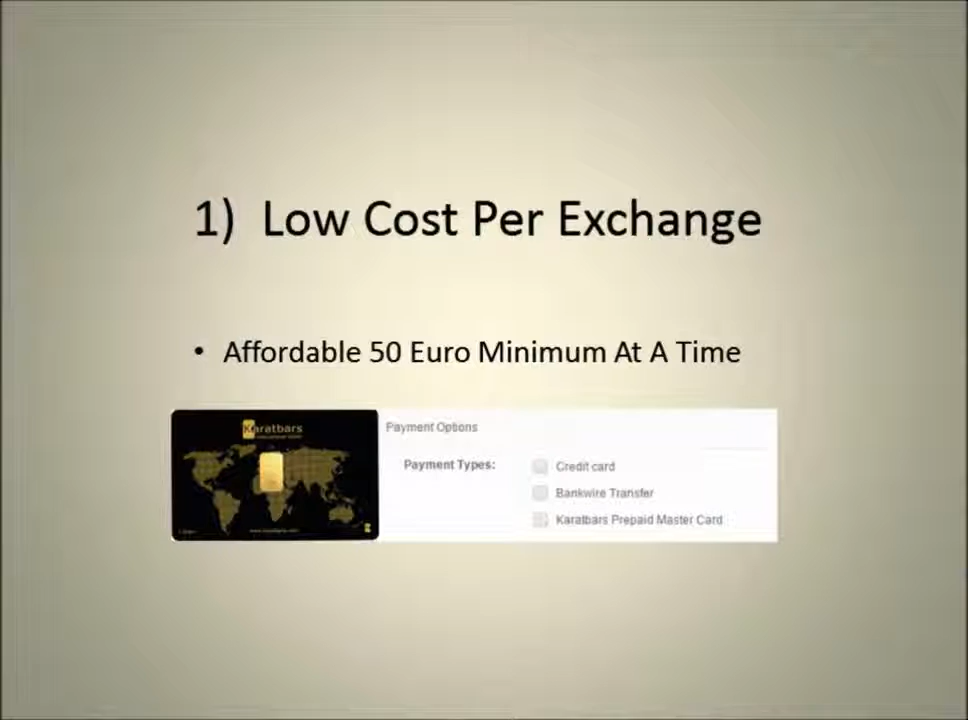 1) Low Cost Per Exchange
• Affordable 50 Euro Minimum At A Time
Karatbars
Payment Options
Payment Types:
Credit card
Bankwire Transfer
Karatbars Prepaid Master Card